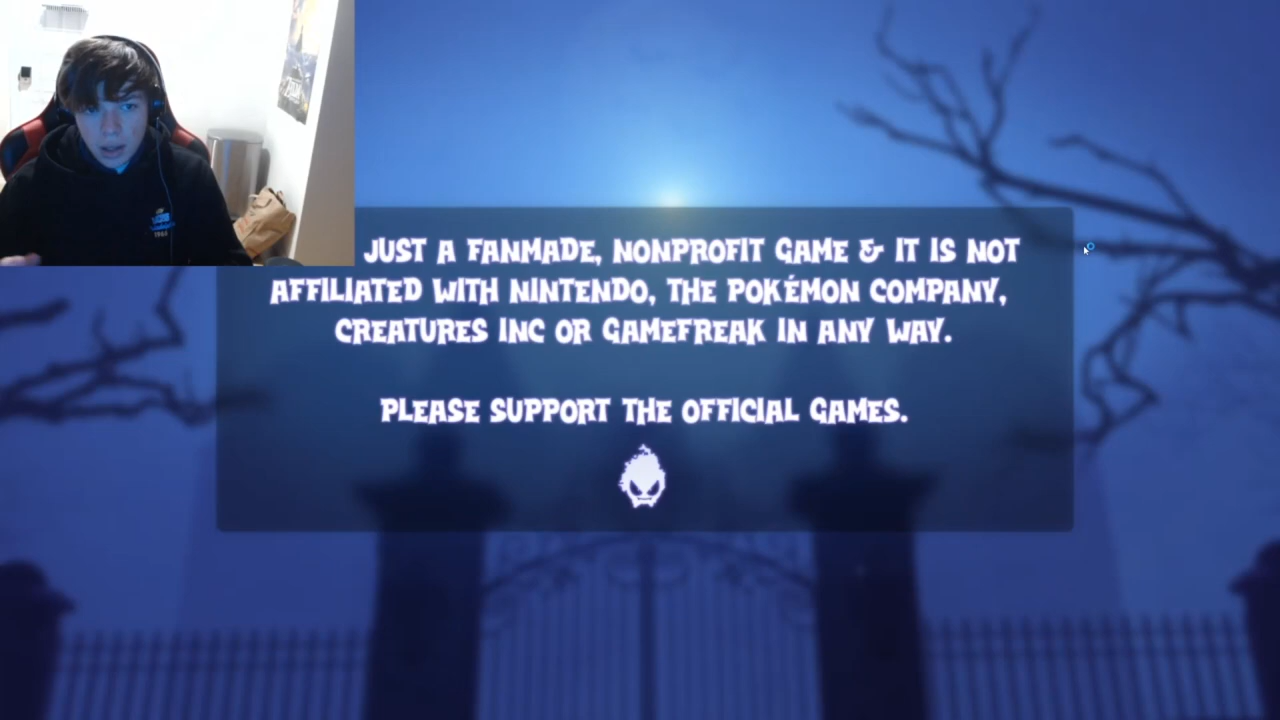 JUST A FANMADE, NONPROFIT GAME & IT IS NOT
AFFILIATED WITH NINTENDO, THE POKÉMON COMPANY,
CREATURES INC OR GAMEFREAK IN ANY WAY.
PLEASE SUPPORT THE OFFICIAL GAMES.